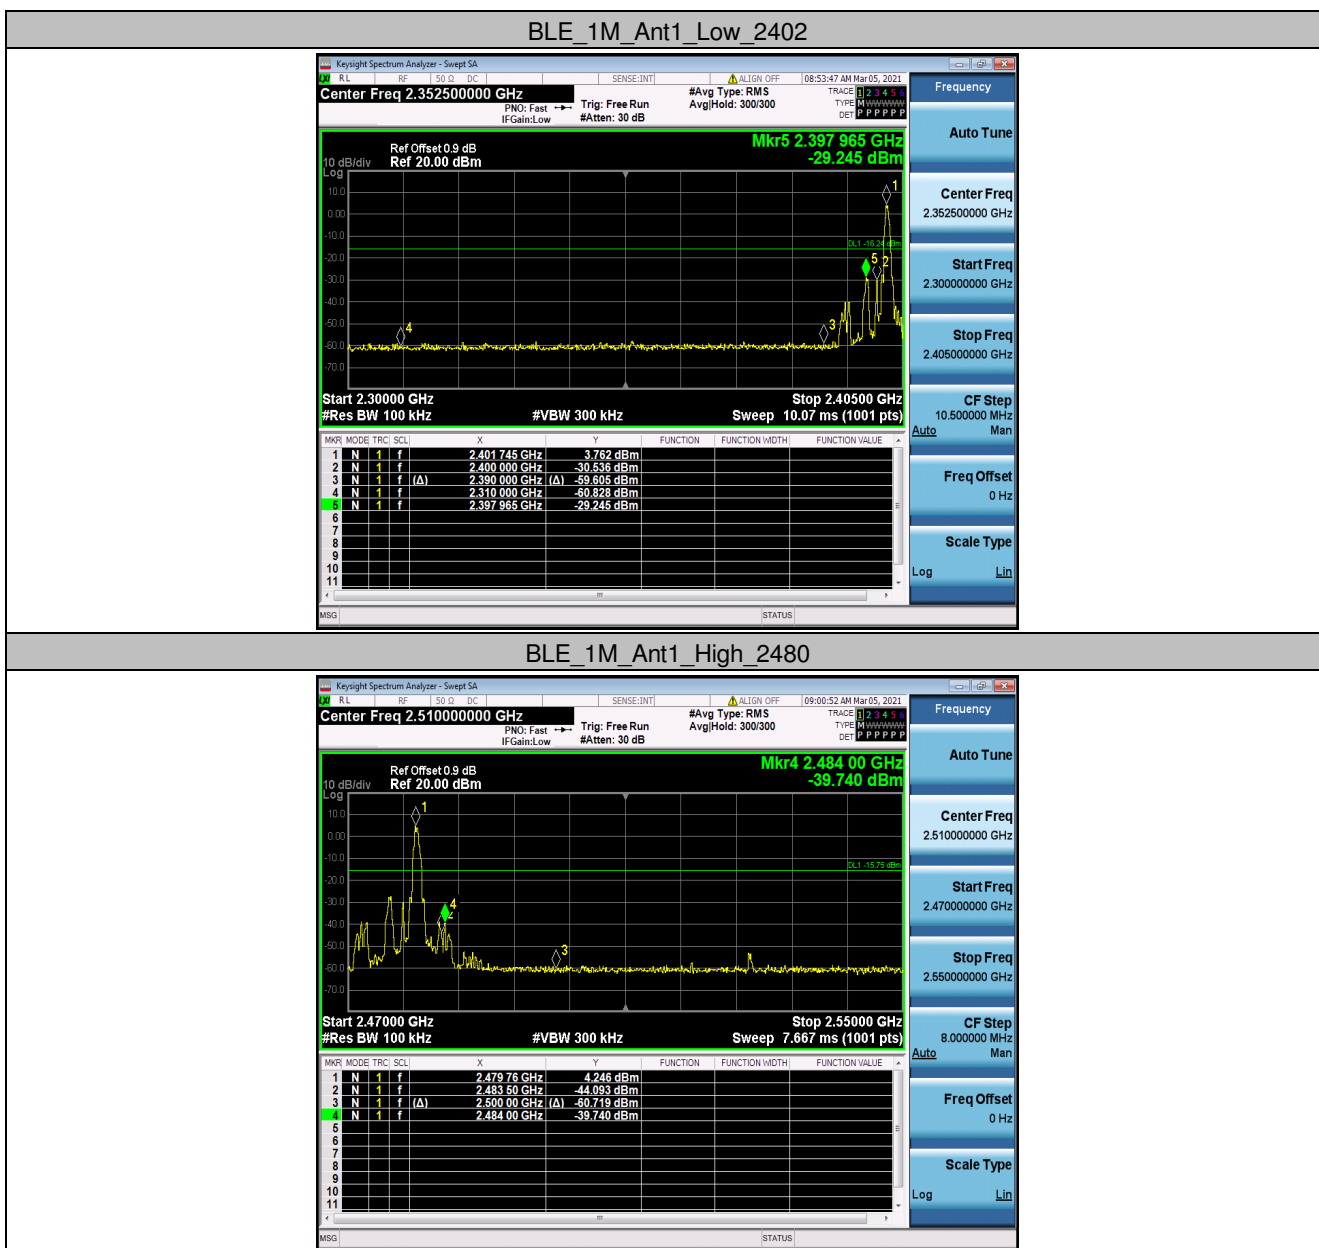 BLE_1M_Ant1_Low_2402
Keysight Spectrum Analyzer - Swept SA
LXI RL RF 50 Ω DC SENSE:INT ALIGN OFF 08:53:47 AM Mar 05, 2021
Center Freq 2.352500000 GHz
PNO: Fast
IFGain:Low
Trig: Free Run
#Atten: 30 dB
#Avg Type: RMS
Avg|Hold: 300/300
TRACE 1 2 3 4 5 6
TYPE M W W W W W
DET P P P P P P
Mkr5 2.397 965 GHz
-29.245 dBm
Ref Offset 0.9 dB
10 dB/div Ref 20.00 dBm
Log
10.0
0.00
-10.0
-20.0
-30.0
-40.0
-50.0
-60.0
-70.0
DL1 -16.24 dBm
1
5 2
3
4
Start 2.30000 GHz Stop 2.40500 GHz
#Res BW 100 kHz #VBW 300 kHz Sweep 10.07 ms (1001 pts)
MKR MODE TRC SCL X Y FUNCTION FUNCTION WIDTH FUNCTION VALUE
1 N 1 f 2.401 745 GHz 3.762 dBm
2 N 1 f 2.400 000 GHz -30.536 dBm
3 N 1 f (Δ) 2.390 000 GHz (Δ) -59.605 dBm
4 N 1 f 2.310 000 GHz -60.828 dBm
5 N 1 f 2.397 965 GHz -29.245 dBm
6
7
8
9
10
11
MSG STATUS
Frequency
Auto Tune
Center Freq
2.352500000 GHz
Start Freq
2.300000000 GHz
Stop Freq
2.405000000 GHz
CF Step
10.500000 MHz
Auto Man
Freq Offset
0 Hz
Scale Type
Log Lin
BLE_1M_Ant1_High_2480
Keysight Spectrum Analyzer - Swept SA
LXI RL RF 50 Ω DC SENSE:INT ALIGN OFF 09:00:52 AM Mar 05, 2021
Center Freq 2.510000000 GHz
PNO: Fast
IFGain:Low
Trig: Free Run
#Atten: 30 dB
#Avg Type: RMS
Avg|Hold: 300/300
TRACE 1 2 3 4 5 6
TYPE M W W W W W
DET P P P P P P
Mkr4 2.484 00 GHz
-39.740 dBm
Ref Offset 0.9 dB
10 dB/div Ref 20.00 dBm
Log
10.0
0.00
-10.0
-20.0
-30.0
-40.0
-50.0
-60.0
-70.0
DL1 -15.75 dBm
1
4
2
3
Start 2.47000 GHz Stop 2.55000 GHz
#Res BW 100 kHz #VBW 300 kHz Sweep 7.667 ms (1001 pts)
MKR MODE TRC SCL X Y FUNCTION FUNCTION WIDTH FUNCTION VALUE
1 N 1 f 2.479 76 GHz 4.246 dBm
2 N 1 f 2.483 50 GHz -44.093 dBm
3 N 1 f (Δ) 2.500 00 GHz (Δ) -60.719 dBm
4 N 1 f 2.484 00 GHz -39.740 dBm
5
6
7
8
9
10
11
MSG STATUS
Frequency
Auto Tune
Center Freq
2.510000000 GHz
Start Freq
2.470000000 GHz
Stop Freq
2.550000000 GHz
CF Step
8.000000 MHz
Auto Man
Freq Offset
0 Hz
Scale Type
Log Lin